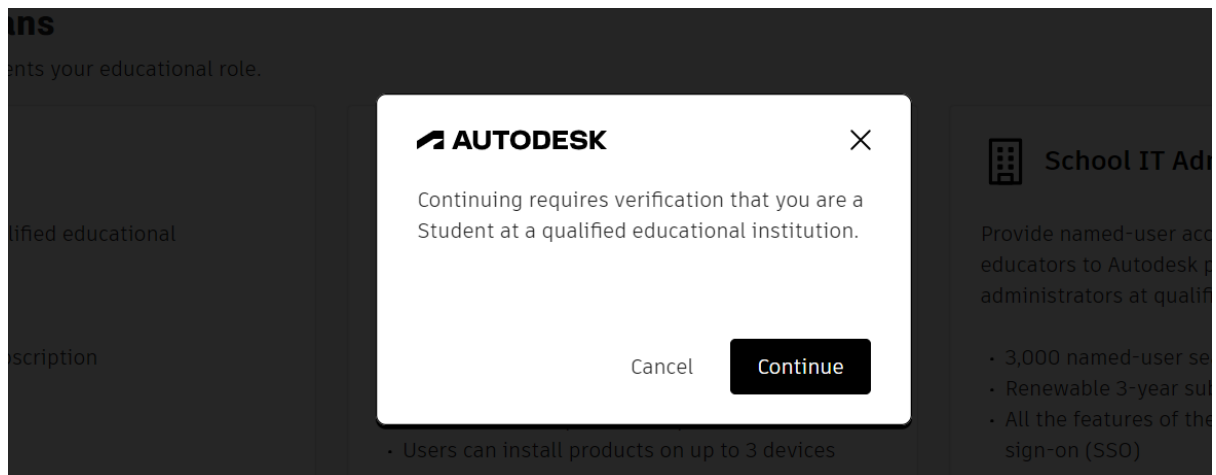 ans
ents your educational role.
AUTODESK
Continuing requires verification that you are a
Student at a qualified educational institution.
Cancel
Continue
lified educational
oscription
Users can install products on up to 3 devices
School IT Adr
Provide named-user acc
educators to Autodesk p
administrators at qualifi
• 3,000 named-user se
• Renewable 3-year sub
• All the features of the
sign-on (SSO)